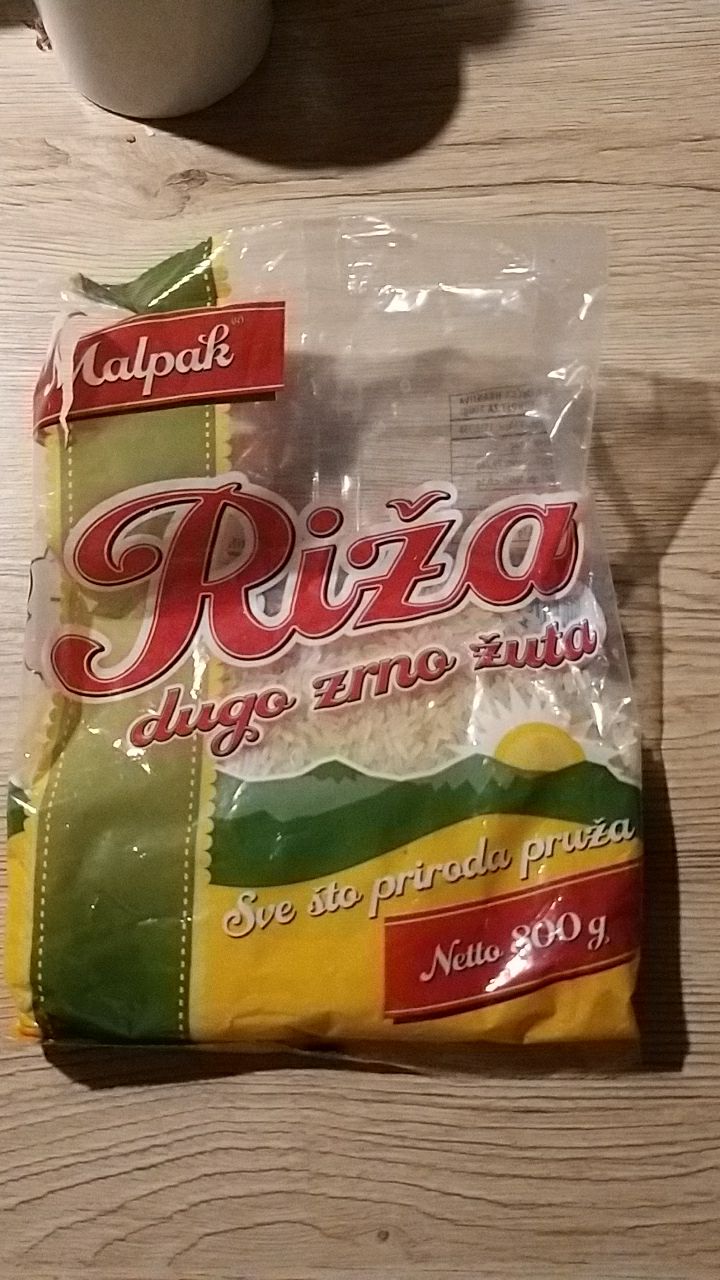 Malpak
Riža
dugo zrno žuta
Sve što priroda pruža
Netto 800 g